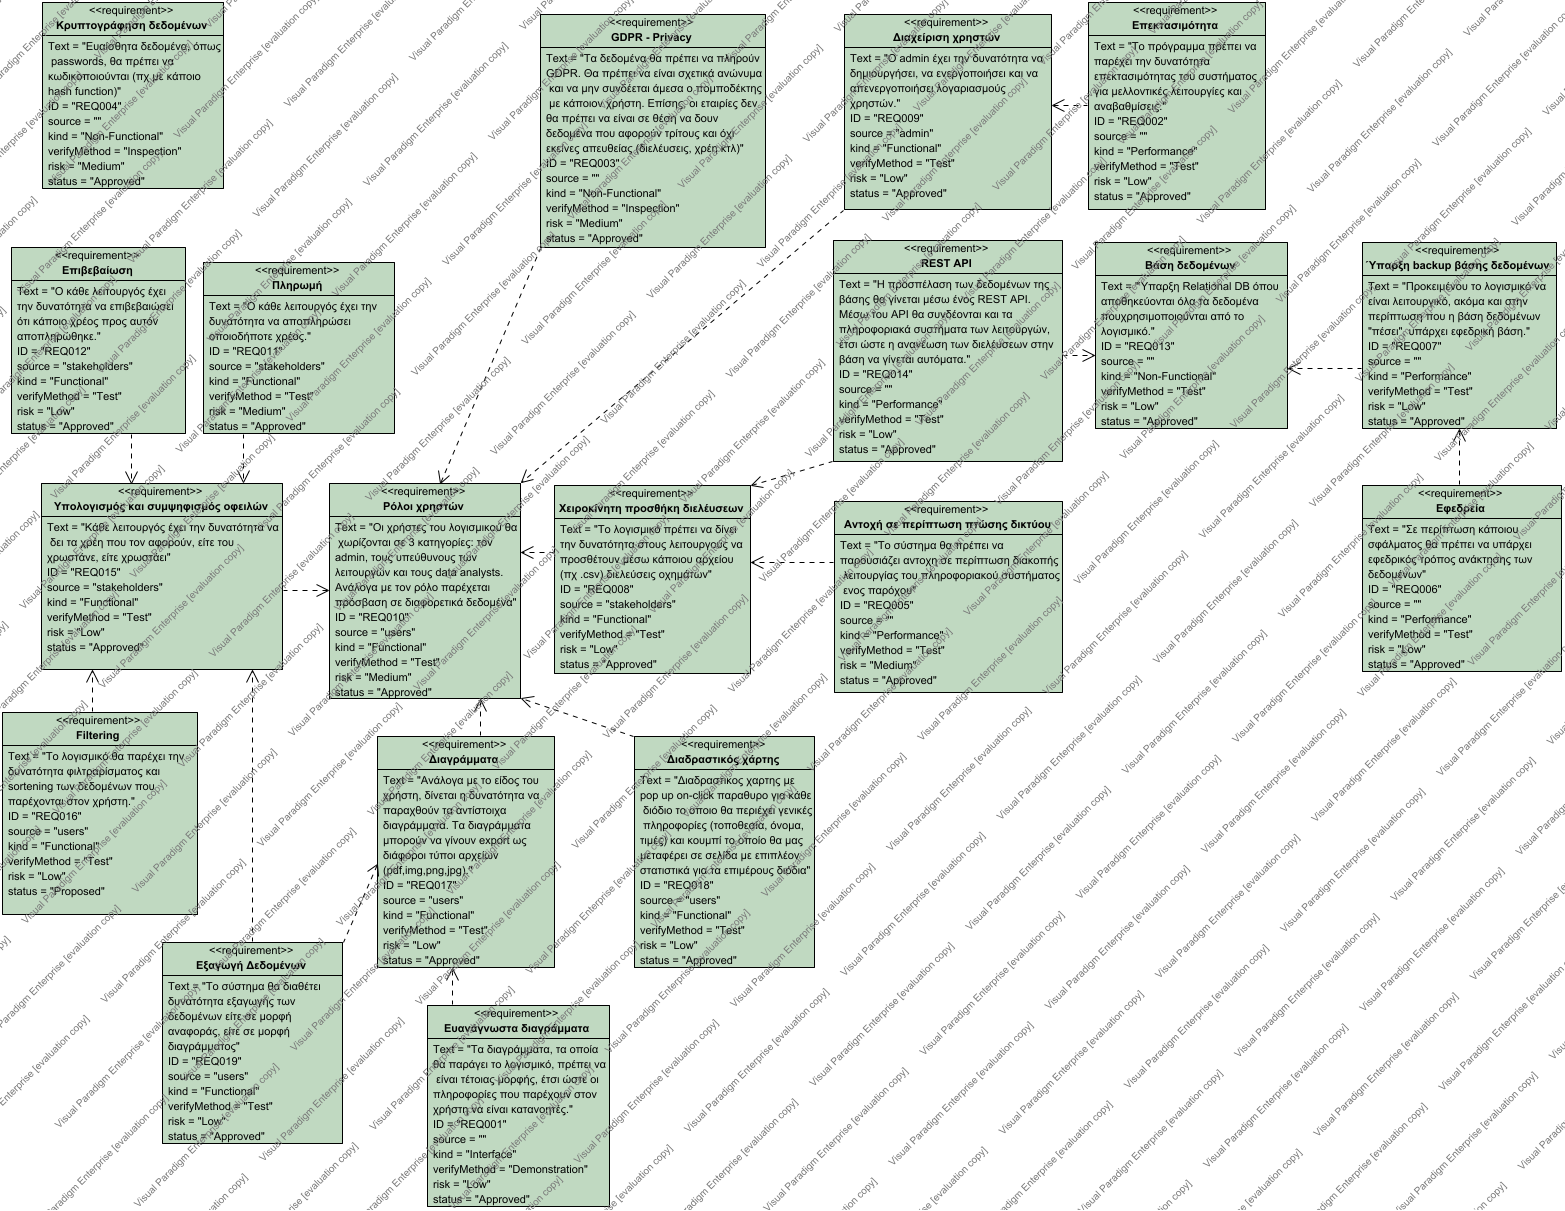 <<requirement>>
Κρυπτογράφηση δεδομένων
Text = "Ευαίσθητα δεδομένα, όπως
passwords, θα πρέπει να
κωδικοποιούνται (πχ με κάποιο
hash function)"
ID = "REQ004"
source = ""
kind = "Non-Functional"
verifyMethod = "Inspection"
risk = "Medium"
status = "Approved"
<<requirement>>
GDPR - Privacy
Text = "Τα δεδομένα θα πρέπει να πληρούν
GDPR. Θα πρέπει να είναι σχετικά ανώνυμα
και να μην συνδέεται άμεσα ο πομποδέκτης
με κάποιον χρήστη. Επίσης, οι εταιρίες δεν
θα πρέπει να είναι σε θέση να δουν
δεδομένα που αφορούν τρίτους και όχι
εκείνες απευθείας (διελέυσεις, χρέη κτλ)"
ID = "REQ003"
source = ""
kind = "Non-Functional"
verifyMethod = "Inspection"
risk = "Medium"
status = "Approved"
<<requirement>>
Διαχείριση χρηστών
Text = "Ο admin έχει την δυνατότητα να
δημιουργήσει, να ενεργοποιήσει και να
απενεργοποιήσει λογαριασμούς
χρηστών."
ID = "REQ009"
source = "admin"
kind = "Functional"
verifyMethod = "Test"
risk = "Low"
status = "Approved"
<<requirement>>
Επεκτασιμότητα
Text = "Το πρόγραμμα πρέπει να
παρέχει την δυνατότητα
επεκτασιμότητας του συστήματος
για μελλοντικές λειτουργίες και
αναβαθμίσεις."
ID = "REQ002"
source = ""
kind = "Performance"
verifyMethod = "Test"
risk = "Low"
status = "Approved"
<<requirement>>
Επιβεβαίωση
Text = "Ο κάθε λειτουργός έχει
την δυνατότητα να επιβεβαιώσει
ότι κάποιο χρέος προς αυτόν
αποπληρώθηκε."
ID = "REQ012"
source = "stakeholders"
kind = "Functional"
verifyMethod = "Test"
risk = "Low"
status = "Approved"
<<requirement>>
Πληρωμή
Text = "Ο κάθε λειτουργός έχει την
δυνατότητα να αποπληρώσει
οποιοδήποτε χρέος."
ID = "REQ011"
source = "stakeholders"
kind = "Functional"
verifyMethod = "Test"
risk = "Medium"
status = "Approved"
<<requirement>>
REST API
Text = "Η προσπέλαση των δεδομένων της
βάσης θα γίνεται μέσω ένός REST API.
Μέσω του API θα συνδέονται και τα
πληροφοριακά συστήματα των λειτουργών,
έτσι ώστε η ανανέωση των διελέυσεων στην
βάση να γίνεται αυτόματα."
ID = "REQ014"
source = ""
kind = "Performance"
verifyMethod = "Test"
risk = "Low"
status = "Approved"
<<requirement>>
Βάση δεδομένων
Text = "Ύπαρξη Relational DB όπου
αποθηκεύονται όλα τα δεδομένα
πουχρησιμοποιούνται από το
λογισμικό."
ID = "REQ013"
source = ""
kind = "Non-Functional"
verifyMethod = "Test"
risk = "Low"
status = "Approved"
<<requirement>>
Ύπαρξη backup βάσης δεδομένων
Text = "Προκειμένου το λογισμικό να
είναι λειτουργικό, ακόμα και στην
περίπτωση που η βάση δεδομένων
"πέσει", υπάρχει εφεδρική βάση."
ID = "REQ007"
source = ""
kind = "Performance"
verifyMethod = "Test"
risk = "Low"
status = "Approved"
<<requirement>>
Υπολογισμός και συμψηφισμός οφειλών
Text = "Κάθε λειτουργός έχει την δυνατότητα να
δει τα χρέη που τον αφορούν, είτε του
χρωστάνε, είτε χρωστάει"
ID = "REQ015"
source = "stakeholders"
kind = "Functional"
verifyMethod = "Test"
risk = "Low"
status = "Approved"
<<requirement>>
Ρόλοι χρηστών
Text = "Οι χρήστες του λογισμικού θα
χωρίζονται σε 3 κατηγορίες: τον
admin, τους υπεύθυνους των
λειτουργών και τους data analysts.
Ανάλογα με τον ρόλο παρέχεται
πρόσβαση σε διαφορετικά δεδομένα"
ID = "REQ010"
source = "users"
kind = "Functional"
verifyMethod = "Test"
risk = "Medium"
status = "Approved"
<<requirement>>
Χειροκίνητη προσθήκη διελέυσεων
Text = "Το λογισμικό πρέπει να δίνει
την δυνατότητα στους λειτουργούς να
προσθέτουν μέσω κάποιου αρχείου
(πχ .csv) διελεύσεις οχημάτων"
ID = "REQ008"
source = "stakeholders"
kind = "Functional"
verifyMethod = "Test"
risk = "Low"
status = "Approved"
<<requirement>>
Αντοχή σε περίπτωση πτώσης δικτύου
Text = "Το σύστημα θα πρέπει να
παρουσιάζει αντοχη σε περίπτωση διακοπής
λειτουργίας του πληροφοριακού συστήματος
ενος παρόχου"
ID = "REQ005"
source = ""
kind = "Performance"
verifyMethod = "Test"
risk = "Medium"
status = "Approved"
<<requirement>>
Εφεδρεία
Text = "Σε περίπτωση κάποιου
σφάλματος θα πρέπει να υπάρχει
εφεδρικός τρόπος ανάκτησης των
δεδομένων"
ID = "REQ006"
source = ""
kind = "Performance"
verifyMethod = "Test"
risk = "Low"
status = "Approved"
<<requirement>>
Filtering
Text = "Το λογισμικό θα παρέχει την
δυνατότητα φιλτραρίσματος και
sortening των δεδομένων που
παρέχονται στον χρήστη."
ID = "REQ016"
source = "users"
kind = "Functional"
verifyMethod = "Test"
risk = "Low"
status = "Proposed"
<<requirement>>
Διαγράμματα
Text = "Ανάλογα με το είδος του
χρήστη, δίνεται η δυνατότητα να
παραχθούν τα αντίστοιχα
διαγράμματα. Τα διαγράμματα
μπορούν να γίνουν export ως
διάφοροι τύποι αρχείων
(pdf,img,png,jpg)."
ID = "REQ017"
source = "users"
kind = "Functional"
verifyMethod = "Test"
risk = "Low"
status = "Approved"
<<requirement>>
Διαδραστικός χάρτης
Text = "Διαδραστικος χαρτης με
pop up on-click παραθυρο για κάθε
διόδιο το οποιο θα περιέχει γενικές
πληροφορίες (τοποθεσία, όνομα,
τιμές) και κουμπί το οποίο θα μας
μεταφέρει σε σελίδα με επιπλέον
στατιστικά για τα επιμέρους διόδια"
ID = "REQ018"
source = "users"
kind = "Functional"
verifyMethod = "Test"
risk = "Low"
status = "Approved"
<<requirement>>
Εξαγωγή Δεδομένων
Text = "Το σύστημα θα διαθέτει
δυνατότητα εξαγωγής των
δεδομένων είτε σε μορφή
αναφοράς, είτε σε μορφή
διαγράμματος"
ID = "REQ019"
source = "users"
kind = "Functional"
verifyMethod = "Test"
risk = "Low"
status = "Approved"
<<requirement>>
Ευανάγνωστα διαγράμματα
Text = "Τα διαγράμματα, τα οποία
θα παράγει το λογισμικό, πρέπει να
είναι τέτοιας μορφής, έτσι ώστε οι
πληροφορίες που παρέχουν στον
χρήστη να είναι κατανοητές."
ID = "REQ001"
source = ""
kind = "Interface"
verifyMethod = "Demonstration"
risk = "Low"
status = "Approved"
Visual Paradigm Enterprise [evaluation copy]